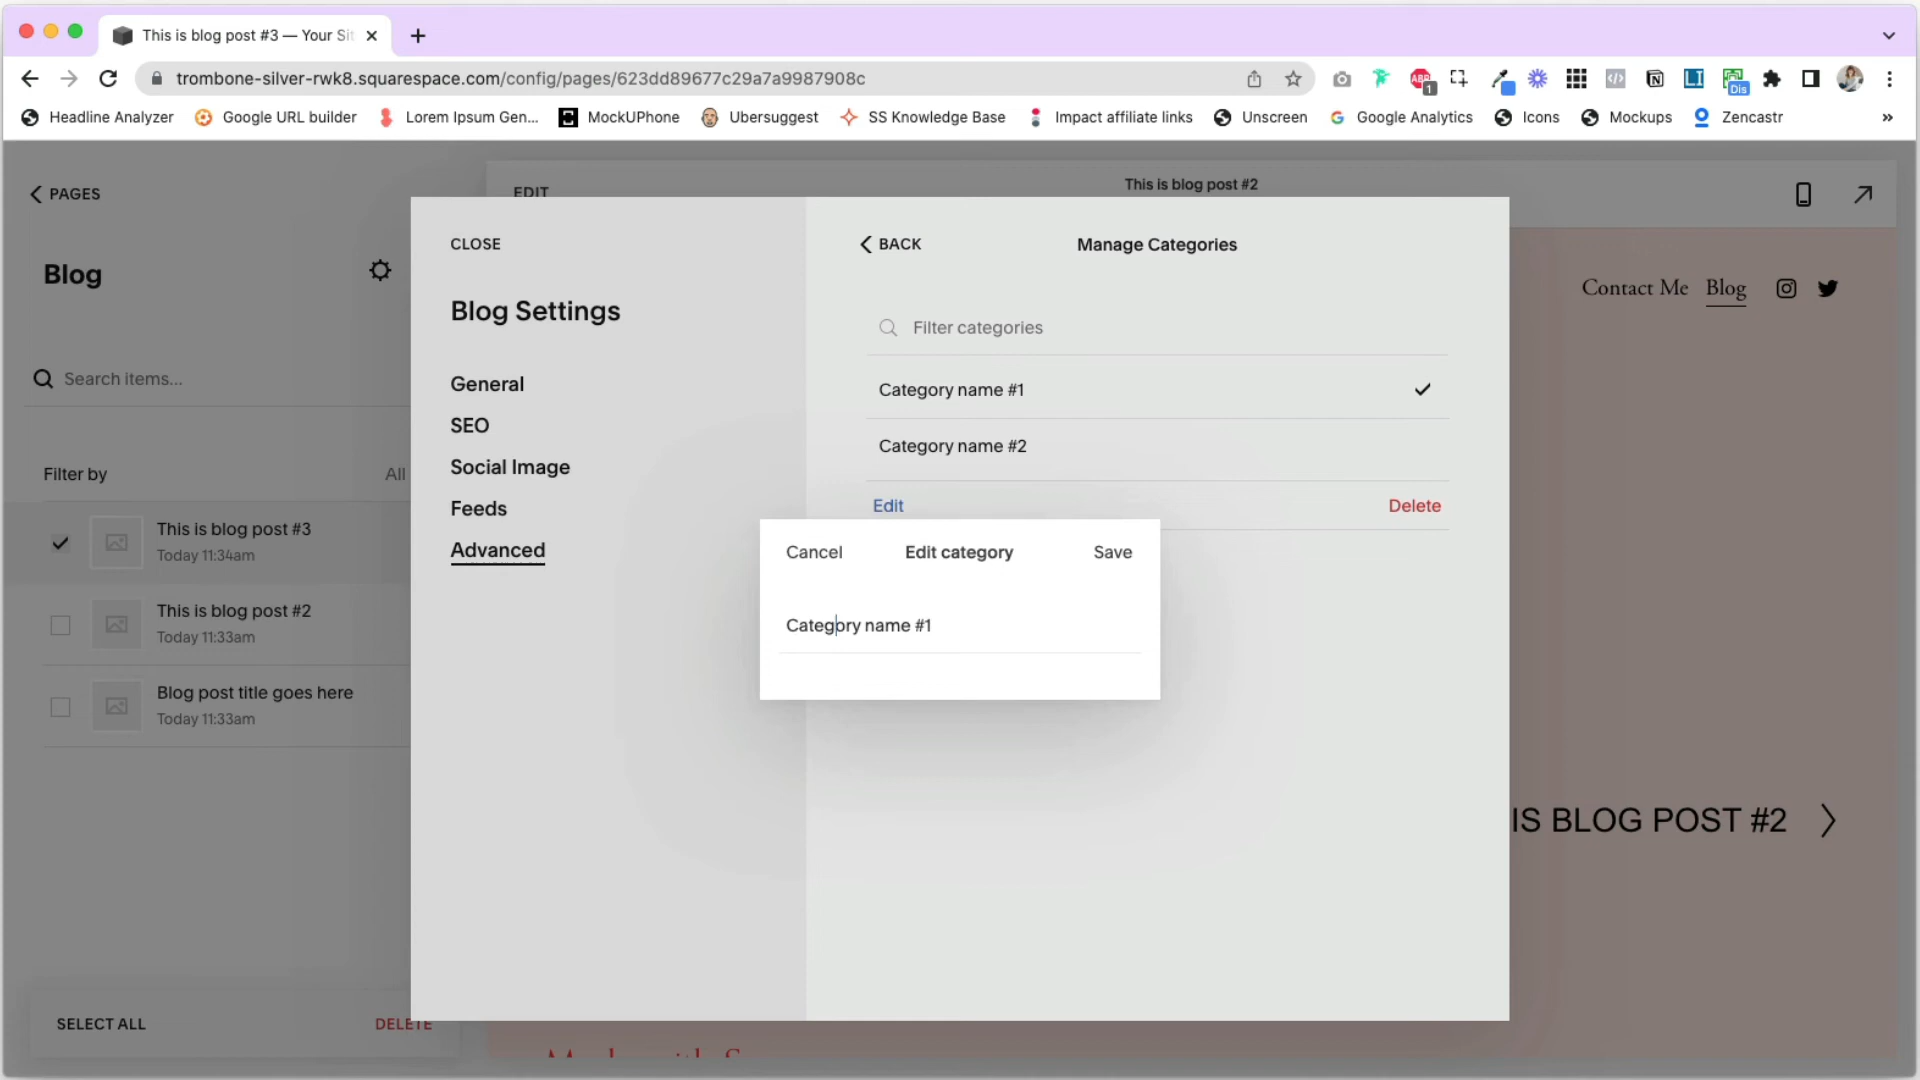 This is blog post #3 — Your Sit
trombone-silver-rwk8.squarespace.com/config/pages/623dd89677c29a7a9987908c
ABP
1
LI
Dis
Headline Analyzer
Google URL builder
Lorem Ipsum Gen...
MockUPhone
Ubersuggest
SS Knowledge Base
Impact affiliate links
Unscreen
Google Analytics
Icons
Mockups
Zencastr
»
PAGES
Blog
Search items...
Filter by
All
This is blog post #3
Today 11:34am
This is blog post #2
Today 11:33am
Blog post title goes here
Today 11:33am
SELECT ALL
DELETE
EDIT
This is blog post #2
CLOSE
Blog Settings
General
SEO
Social Image
Feeds
Advanced
BACK
Manage Categories
Filter categories
Category name #1
Category name #2
Edit
Delete
Cancel
Edit category
Save
Category name #1
Contact Me
Blog
IS BLOG POST #2